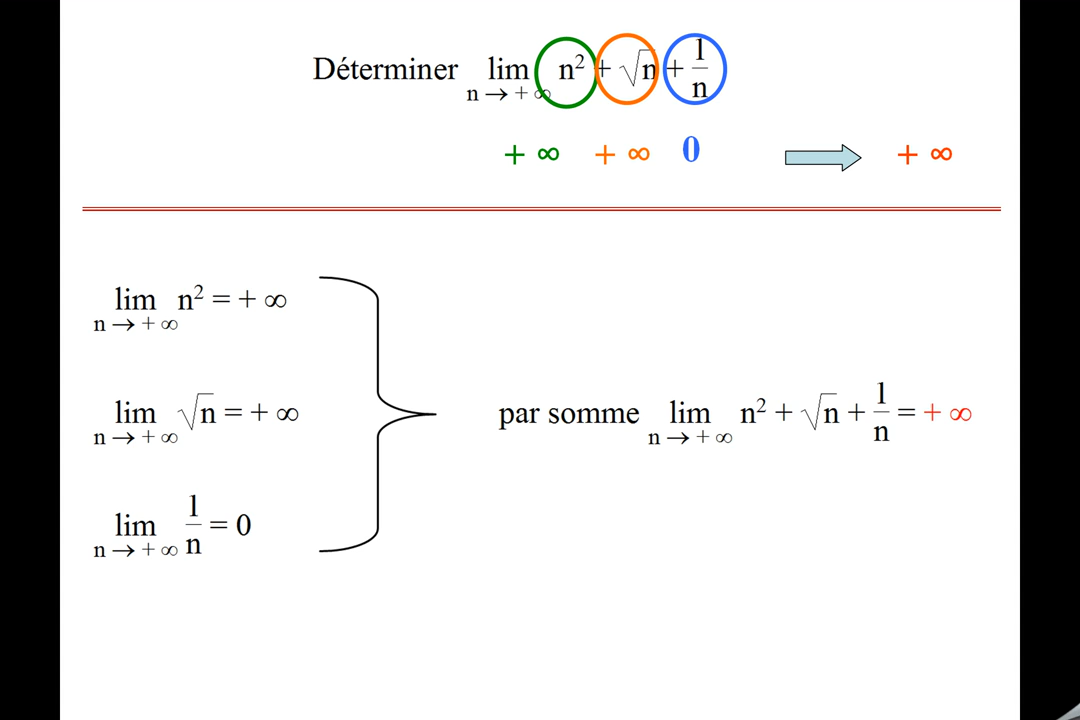 Déterminer lim n² + √n + 1/n
n → + ∞
+ ∞ + ∞ 0 + ∞
lim n² = + ∞
n → + ∞
lim √n = + ∞
n → + ∞
par somme lim n² + √n + 1/n = + ∞
n → + ∞
lim 1/n = 0
n → + ∞